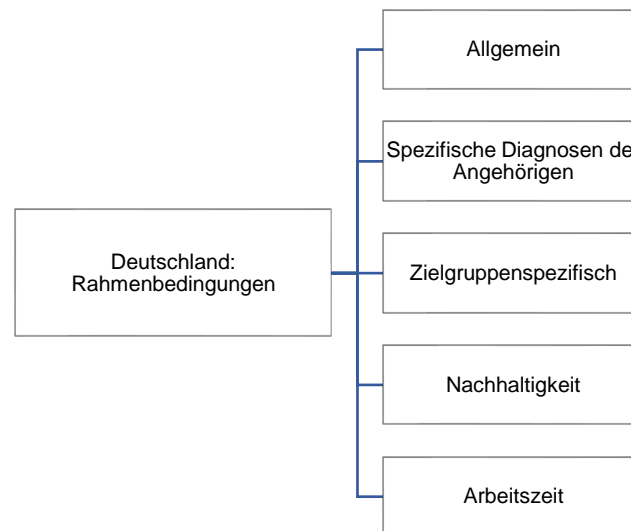 Allgemein
Spezifische Diagnosen de
Angehörigen
Deutschland:
Rahmenbedingungen
Zielgruppenspezifisch
Nachhaltigkeit
Arbeitszeit